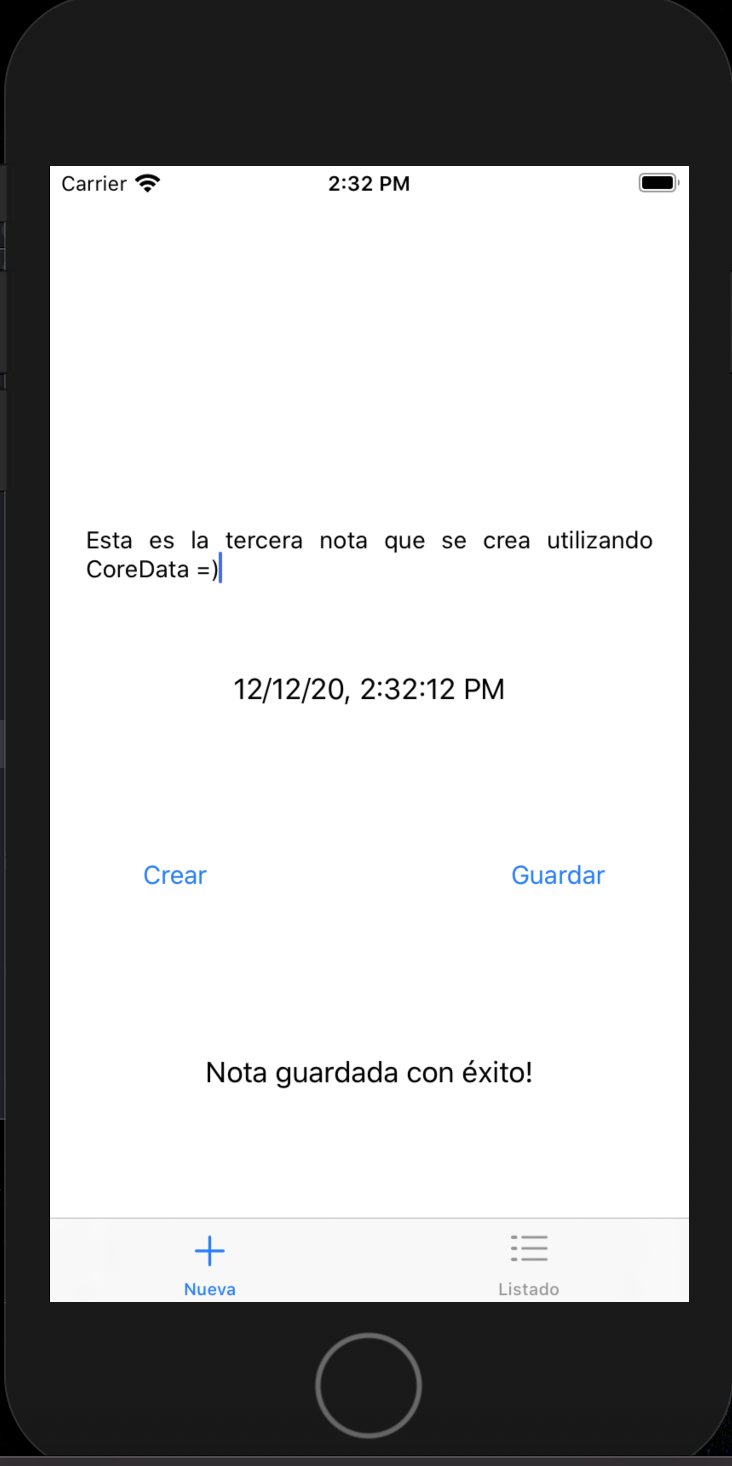 Carrier 2:32 PM
Esta es la tercera nota que se crea utilizando
CoreData =)
12/12/20, 2:32:12 PM
Crear Guardar
Nota guardada con éxito!
Nueva Listado